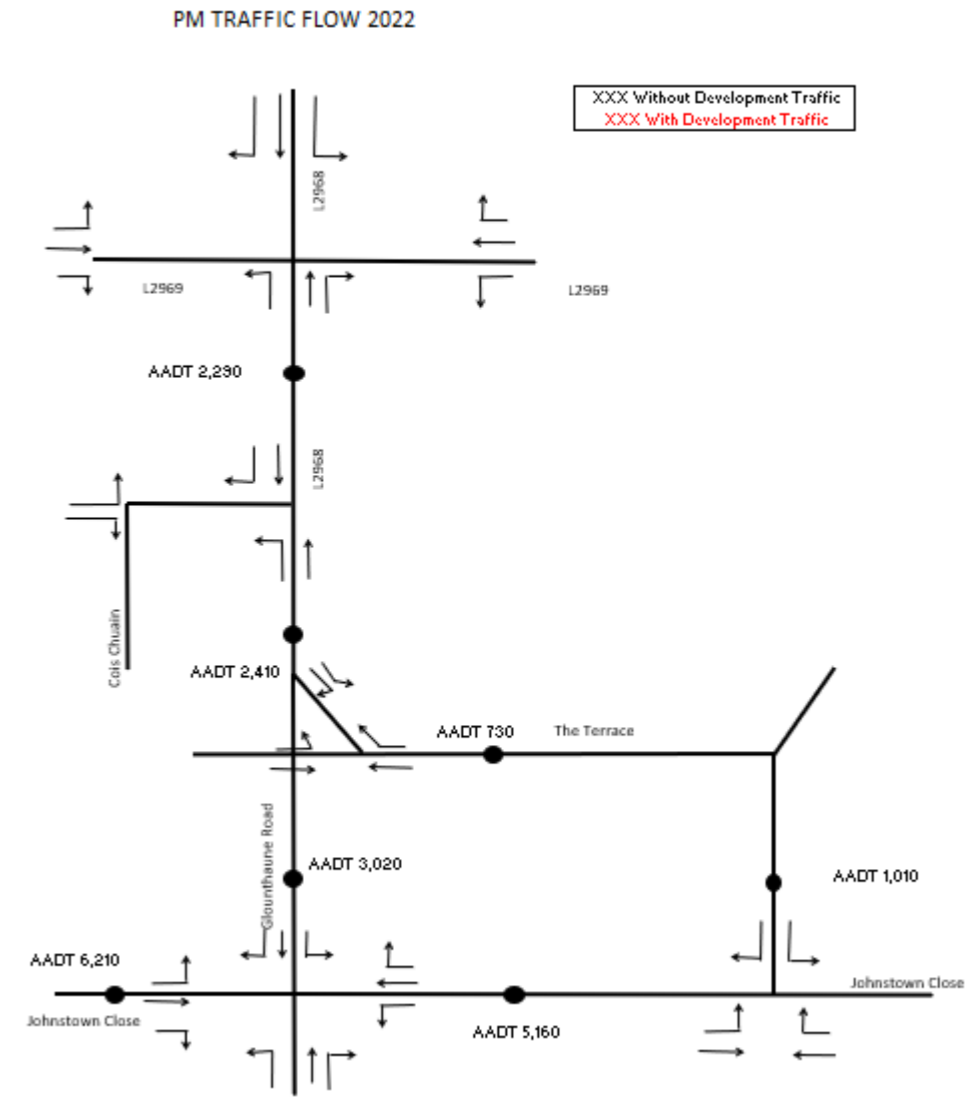 PM TRAFFIC FLOW 2022
XXX Without Development Traffic
XXX With Development Traffic
L2968
L2969
L2969
AADT 2,290
L2968
Cois Chuain
AADT 2,410
AADT 730
The Terrace
Glounthaune Road
AADT 3,020
AADT 1,010
AADT 6,210
Johnstown Close
Johnstown Close
AADT 5,160